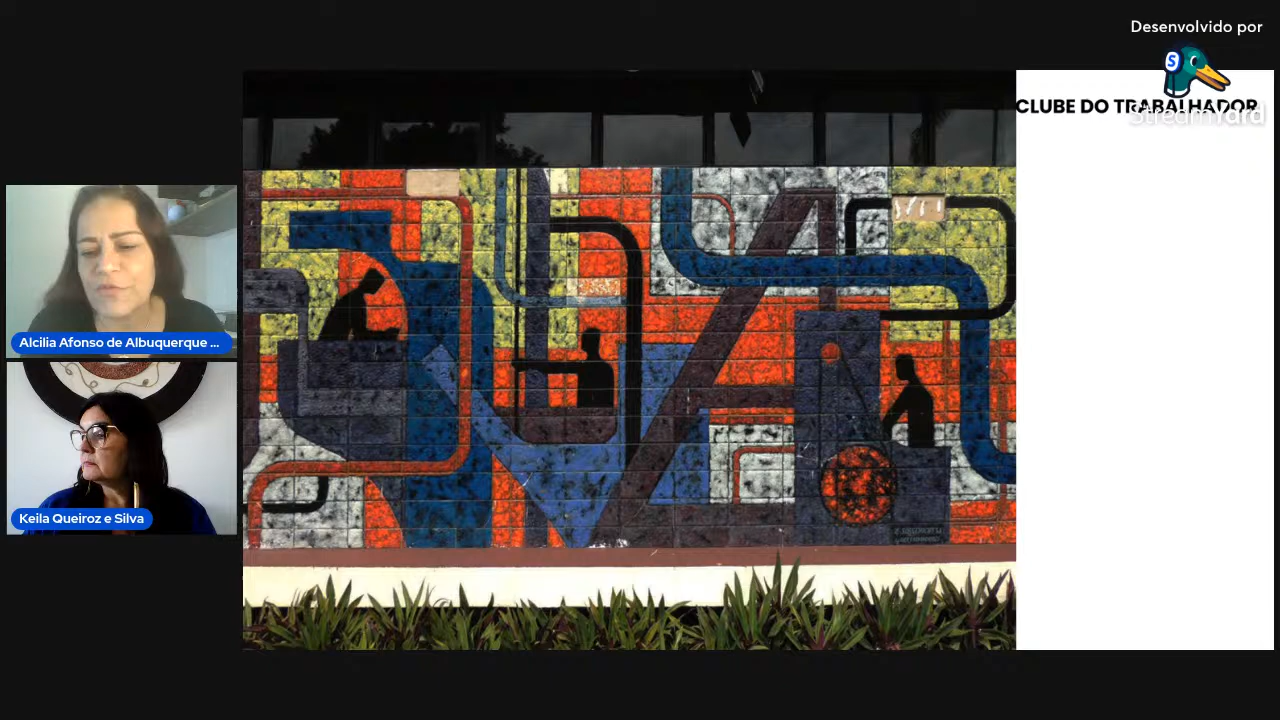 Desenvolvido por
S
StreamYard
CLUBE DO TRABALHADOR
Alcilia Afonso de Albuquerque ...
Keila Queiroz e Silva